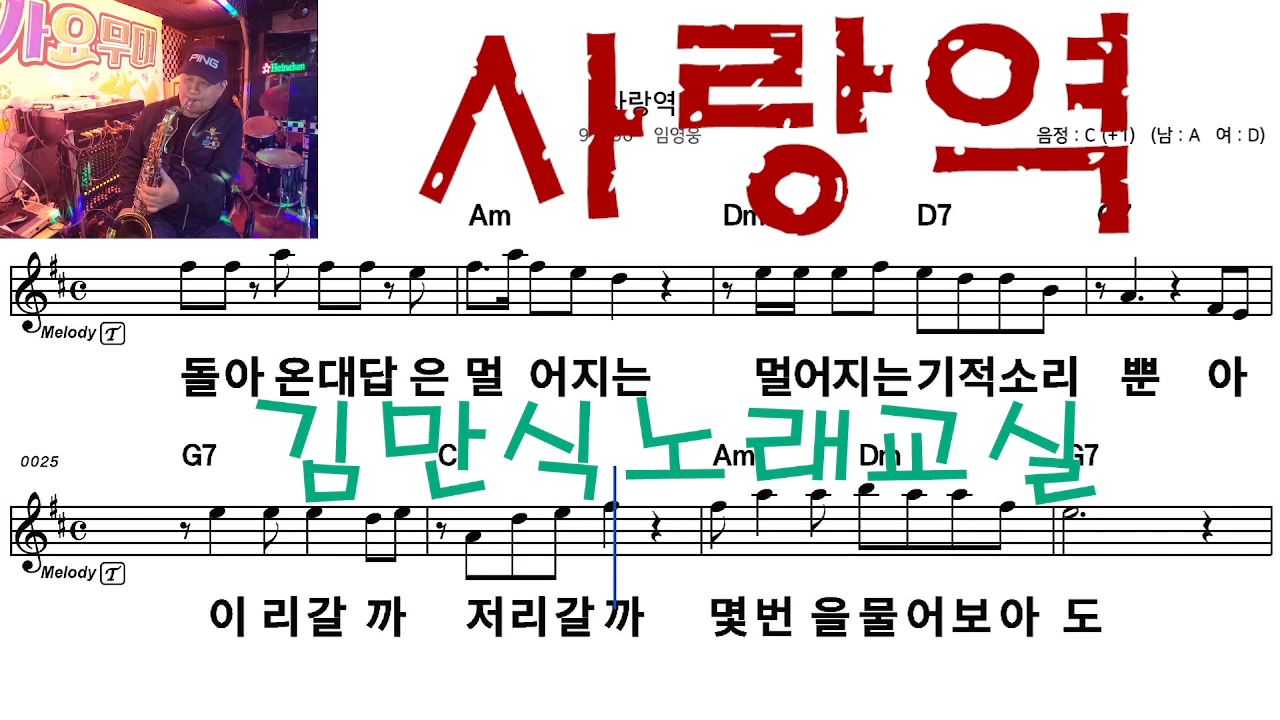 가요무대
PING
Heineken
사랑역
사랑역
임영웅
음정 : C (+1) (남 : A 여 : D)
Am Dm D7
Melody T
돌아 온대답 은 멀 어지는 멀어지는기적소리 뿐 아
김만식노래교실
0025 G7 C Am Dm G7
Melody T
이 리갈 까 저리갈까 몇번 을물어보아 도